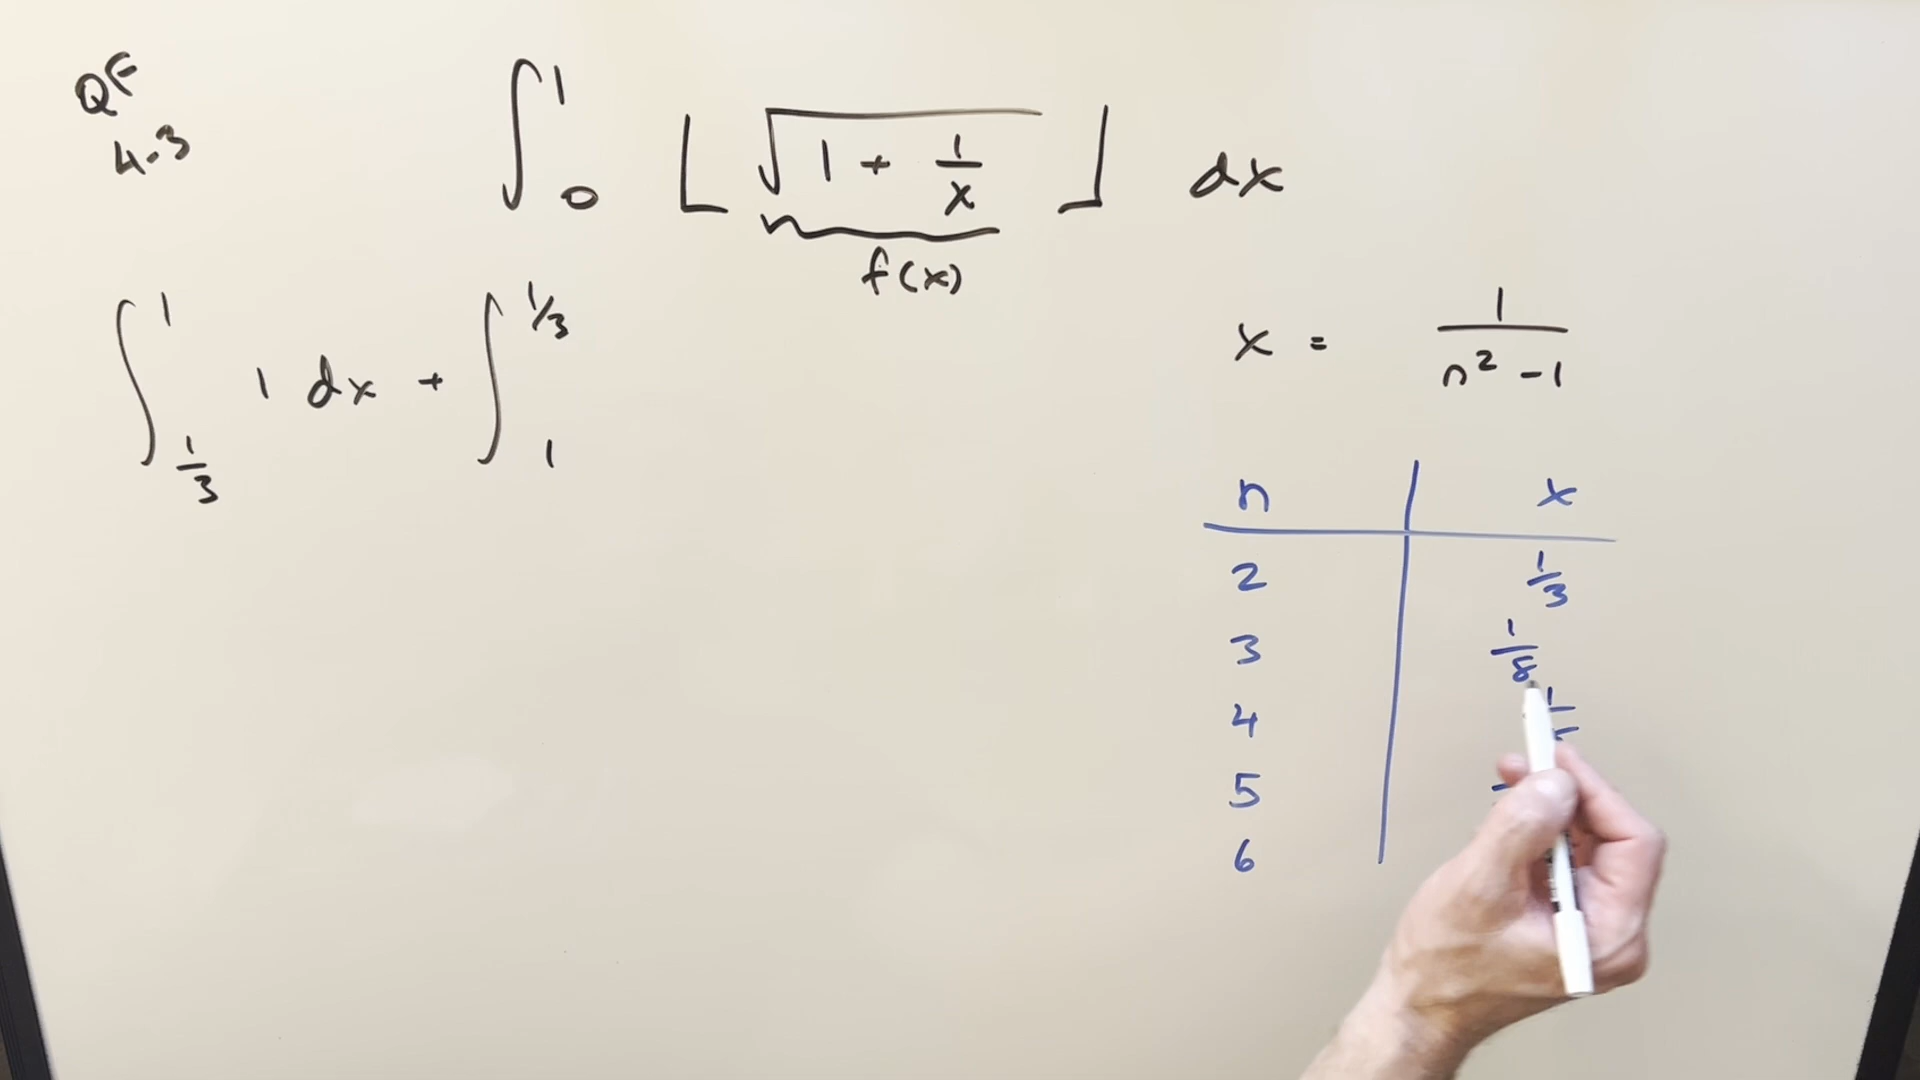 QF
4.3
∫₀¹ ⌊√(1 + 1/x)⌋ dx
f(x)
∫_{1/3}^{1} 1 dx + ∫_{1}^{1/3}
x = 1/(n² - 1)
n | x
2 | 1/3
3 | 1/8
4
5
6